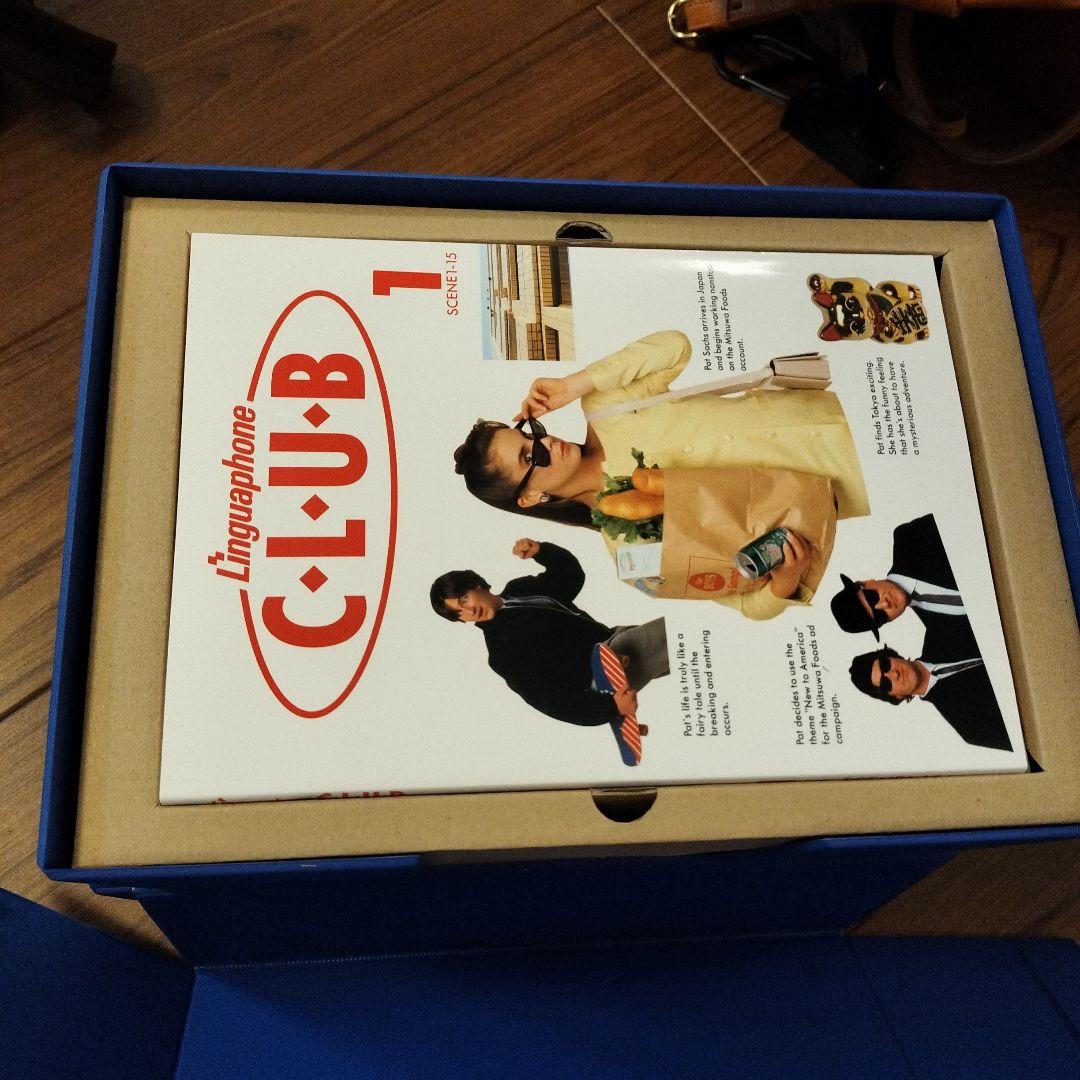 Linguaphone
C·L·U·B
1
SCENE1-15
Pat Sachs arrives in Japan
and begins working nonstop
on the Mitsuwa Foods
account.
Pat finds Tokyo exciting.
She has the funny feeling
that she's about to have
a mysterious adventure.
Pat's life is truly like a
fairy tale until the
breaking and entering
occurs.
Pat decides to use the
theme "New to America"
for the Mitsuwa Foods ad
campaign.